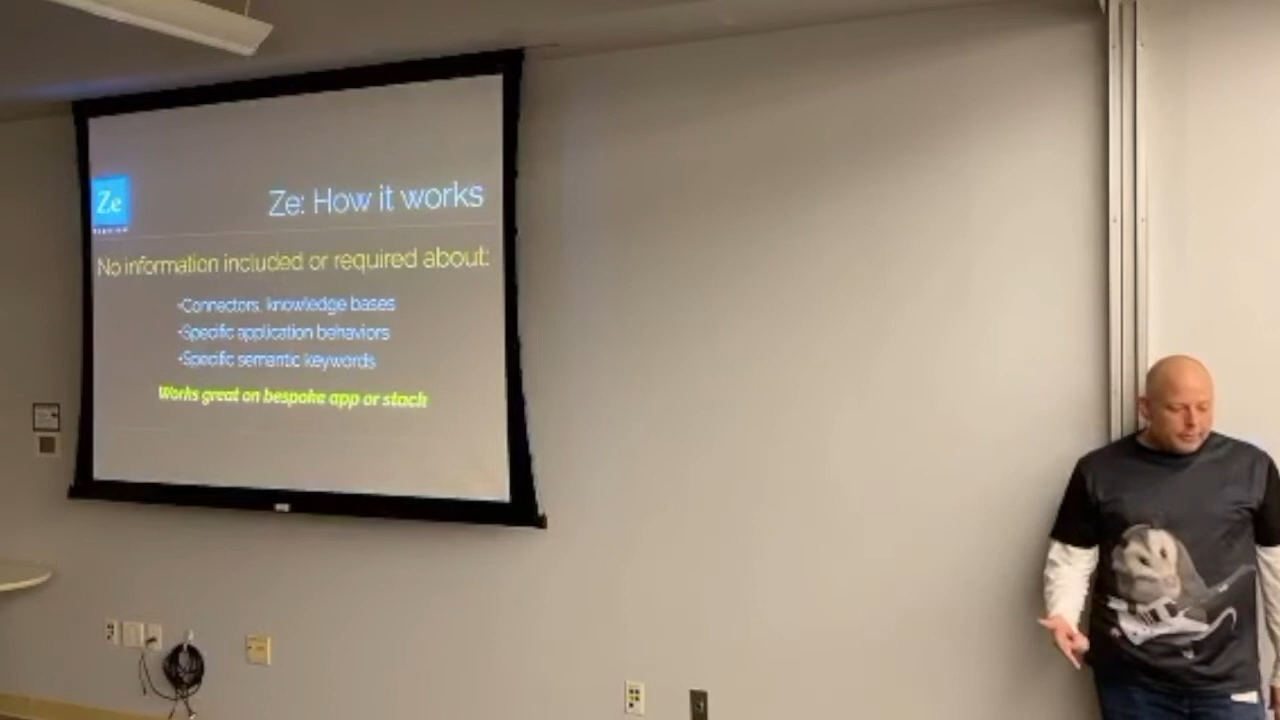 Ze
Ze: How it works
No information included or required about:
•Connectors, knowledge bases
•Specific application behaviors
•Specific semantic keywords
Works great on bespoke app or stack